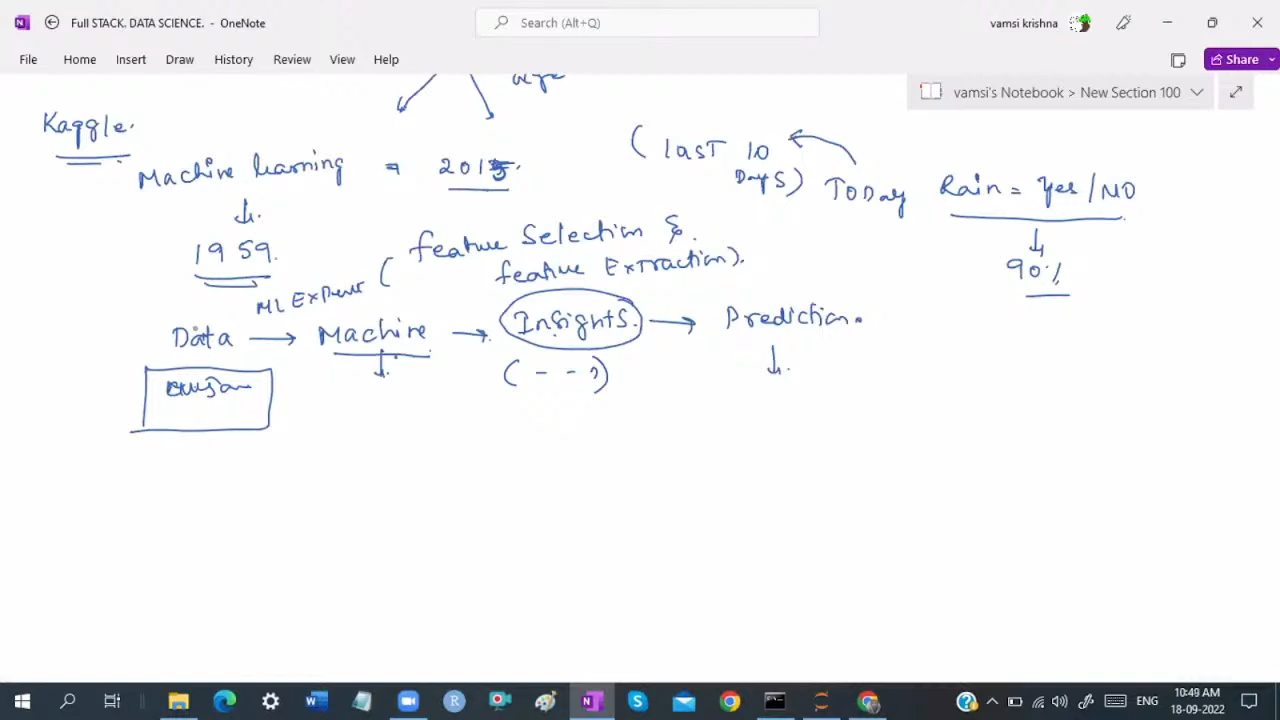 Full STACK. DATA SCIENCE. - OneNote
Search (Alt+Q)
vamsi krishna
File Home Insert Draw History Review View Help
Share
vamsi's Notebook > New Section 100
Kaggle.
Machine learning = 2015.
(last 10 Days) TODay Rain = Yes/NO
1959.
90%
(feature Selection &
feature Extraction).
ML Expert
Data → Machine → InsightS. → Prediction.
(- - )
ENG
10:49 AM
18-09-2022